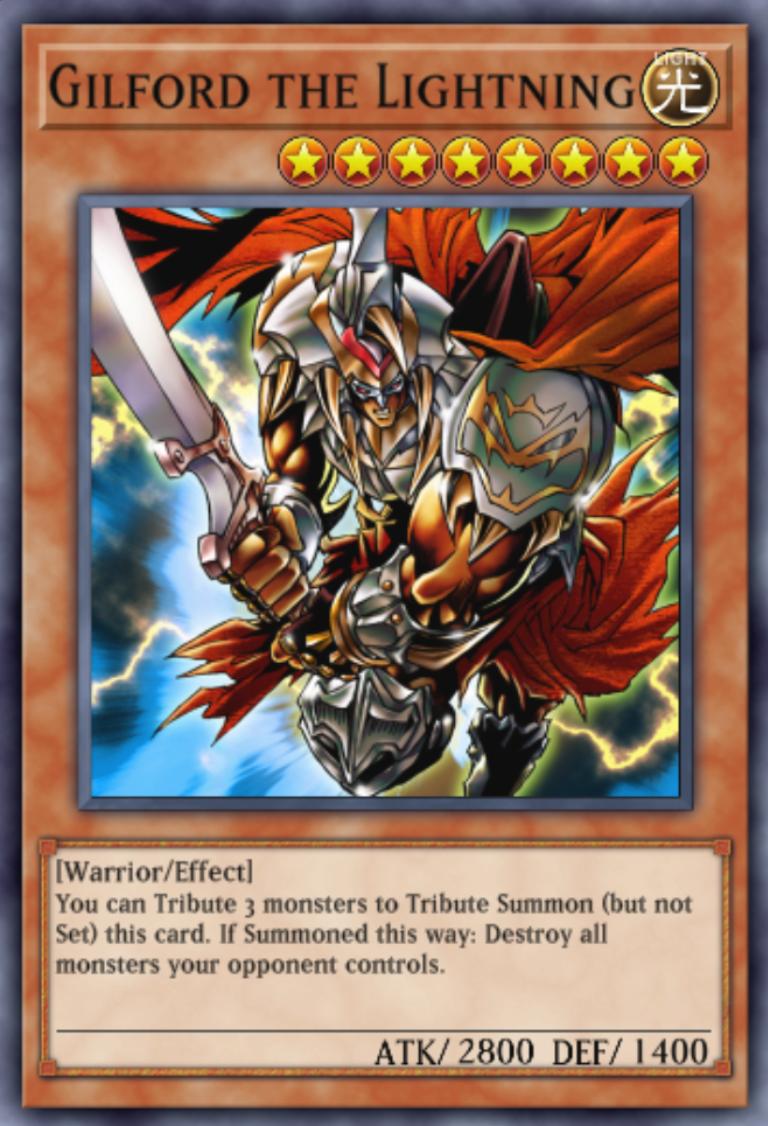 Gilford the Lightning
LIGHT
光
[Warrior/Effect]
You can Tribute 3 monsters to Tribute Summon (but not
Set) this card. If Summoned this way: Destroy all
monsters your opponent controls.
ATK/ 2800 DEF/ 1400